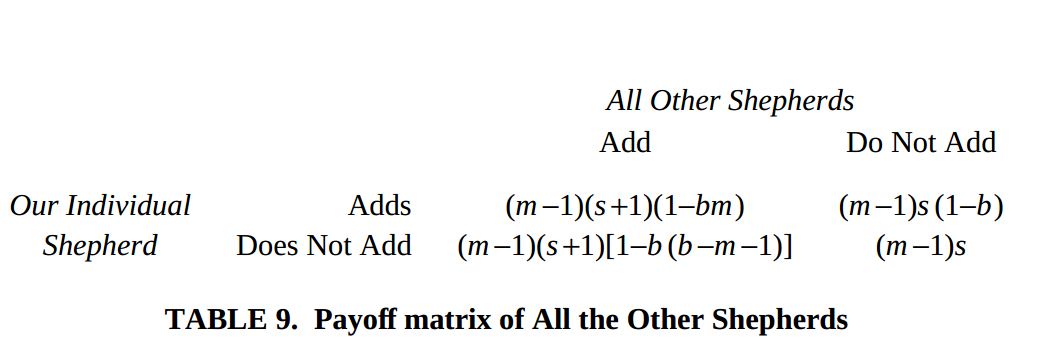 All Other Shepherds
Add Do Not Add
Our Individual Adds (m–1)(s+1)(1–bm) (m–1)s(1–b)
Shepherd Does Not Add (m–1)(s+1)[1–b(b–m–1)] (m–1)s
TABLE 9. Payoff matrix of All the Other Shepherds